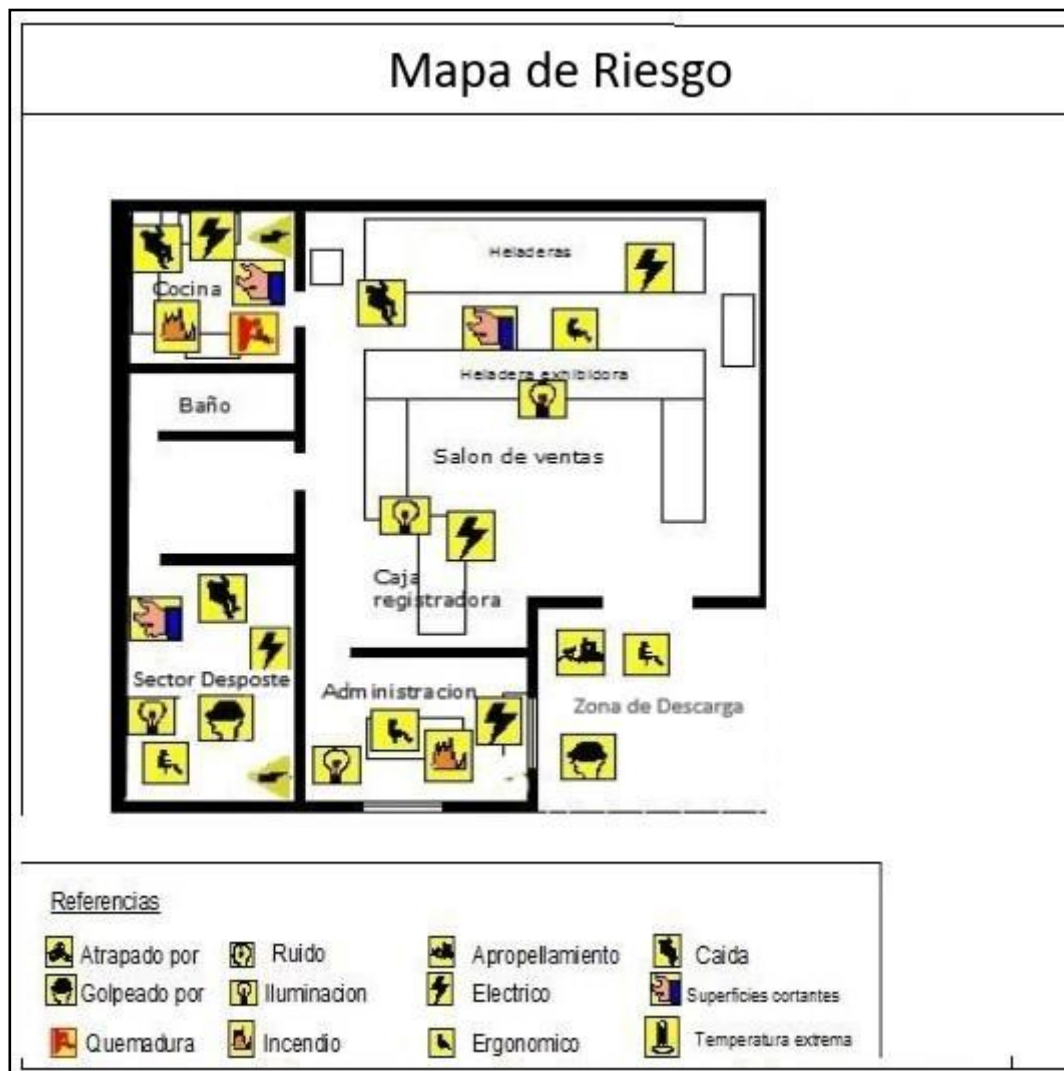 Mapa de Riesgo
Heladeras
Cocina
Heladera exhibidora
Baño
Salon de ventas
Caja
registradora
Sector Desposte
Administracion
Zona de Descarga
Referencias
Atrapado por
Ruido
Apropellamiento
Caida
Golpeado por
Iluminacion
Electrico
Superficies cortantes
Quemadura
Incendio
Ergonomico
Temperatura extrema